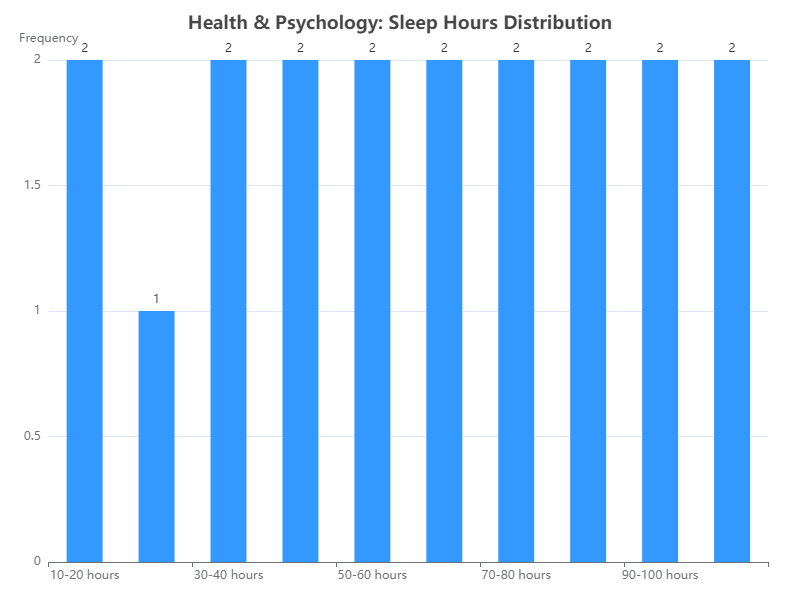 Health & Psychology: Sleep Hours Distribution
Frequency
2 1 2 2 2 2 2 2 2 2
2
1.5
1
0.5
0
10-20 hours 30-40 hours 50-60 hours 70-80 hours 90-100 hours